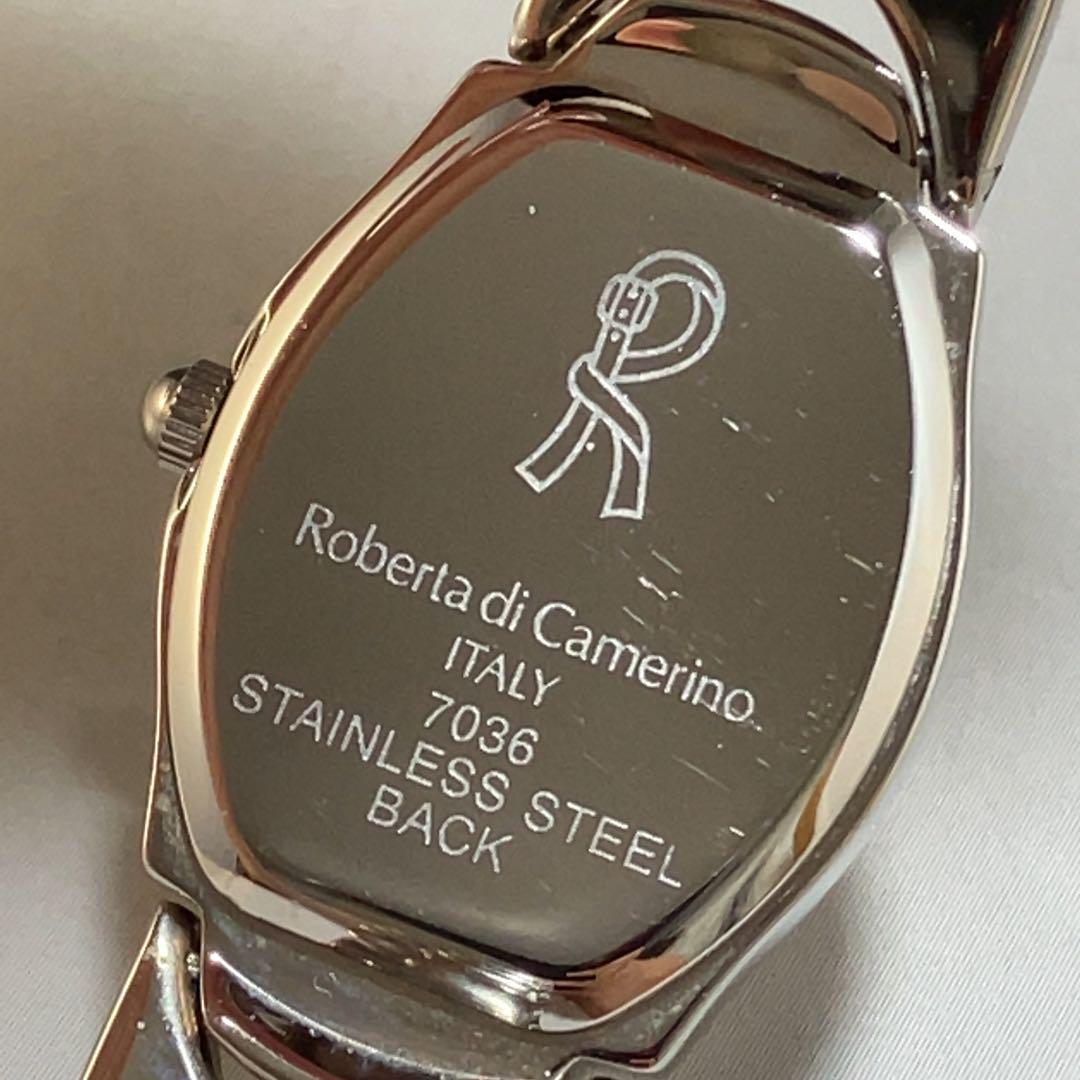 Roberta di Camerino
ITALY
7036
STAINLESS STEEL
BACK